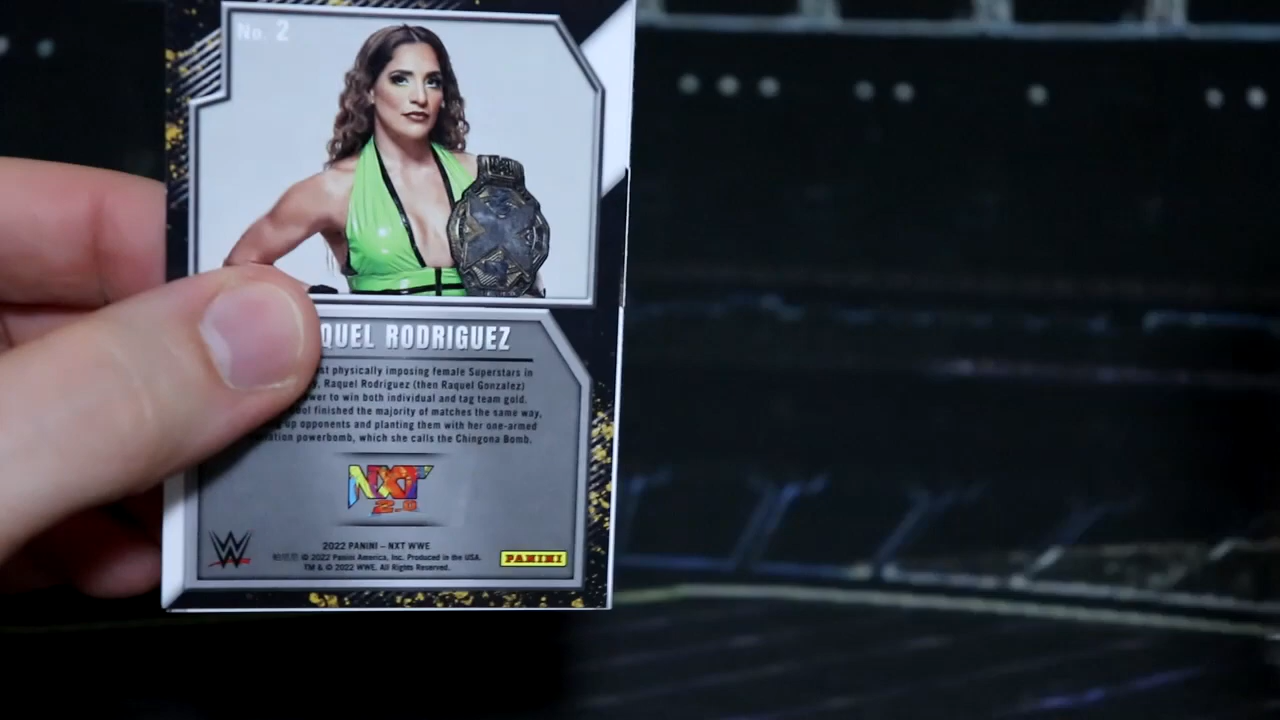 No. 2
QUEL RODRIGUEZ
st physically imposing female Superstars in
y, Raquel Rodriguez (then Raquel Gonzalez)
wer to win both individual and tag team gold.
ool finished the majority of matches the same way,
g up opponents and planting them with her one-armed
ation powerbomb, which she calls the Chingona Bomb.
NXT
2.0
2022 PANINI – NXT WWE
© 2022 Panini America, Inc. Produced in the USA.
TM & © 2022 WWE. All Rights Reserved.
W
PANINI